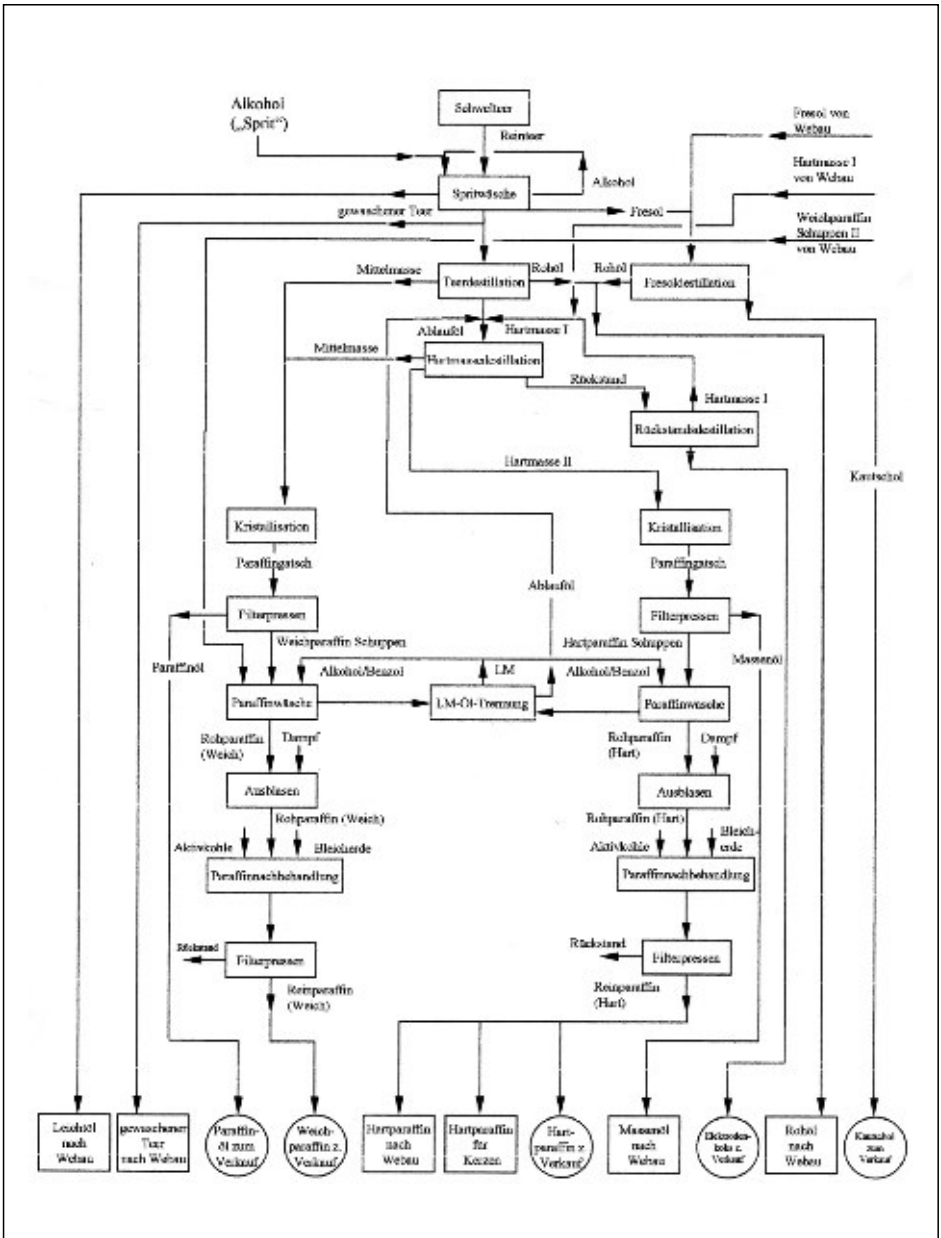 Alkohol
(„Sprit“)
Schwelteer
Reinteer
Fresol von
Webau
Hartmasse I
von Webau
Alkohol
Spritwäsche
gewaschener Teer
Fresol
Weichparaffin
Schuppen II
von Webau
Mittelmasse
Rohöl
Rohöl
Teerdestillation
Fresoldestillation
Ablauföl
Hartmasse I
Mittelmasse
Hartmassedestillation
Rückstand
Hartmasse I
Rückstandsdestillation
Hartmasse II
Kautschol
Kristallisation
Kristallisation
Paraffingatsch
Paraffingatsch
Ablauföl
Filterpressen
Filterpressen
Weichparaffin Schuppen
Hartparaffin Schuppen
Paraffinöl
Massenöl
Alkohol/Benzol
LM
Alkohol/Benzol
Paraffinwäsche
LM-Öl-Trennung
Paraffinwäsche
Rohparaffin
(Weich)
Dampf
Rohparaffin
(Hart)
Dampf
Ausblasen
Ausblasen
Rohparaffin (Weich)
Rohparaffin (Hart)
Aktivkohle
Bleicherde
Aktivkohle
Bleich-
erde
Paraffinnachbehandlung
Paraffinnachbehandlung
Rückstand
Filterpressen
Rückstand
Filterpressen
Reinparaffin
(Weich)
Reinparaffin
(Hart)
Leichtöl
nach
Webau
gewaschener
Teer
nach Webau
Paraffin-
öl zum
Verkauf
Weich-
paraffin z.
Verkauf
Hartparaffin
nach
Webau
Hartparaffin
für
Kerzen
Hart-
paraffin z.
Verkauf
Massenöl
nach
Webau
Elektroden-
koks z.
Verkauf
Rohöl
nach
Webau
Kautschol
zum
Verkauf